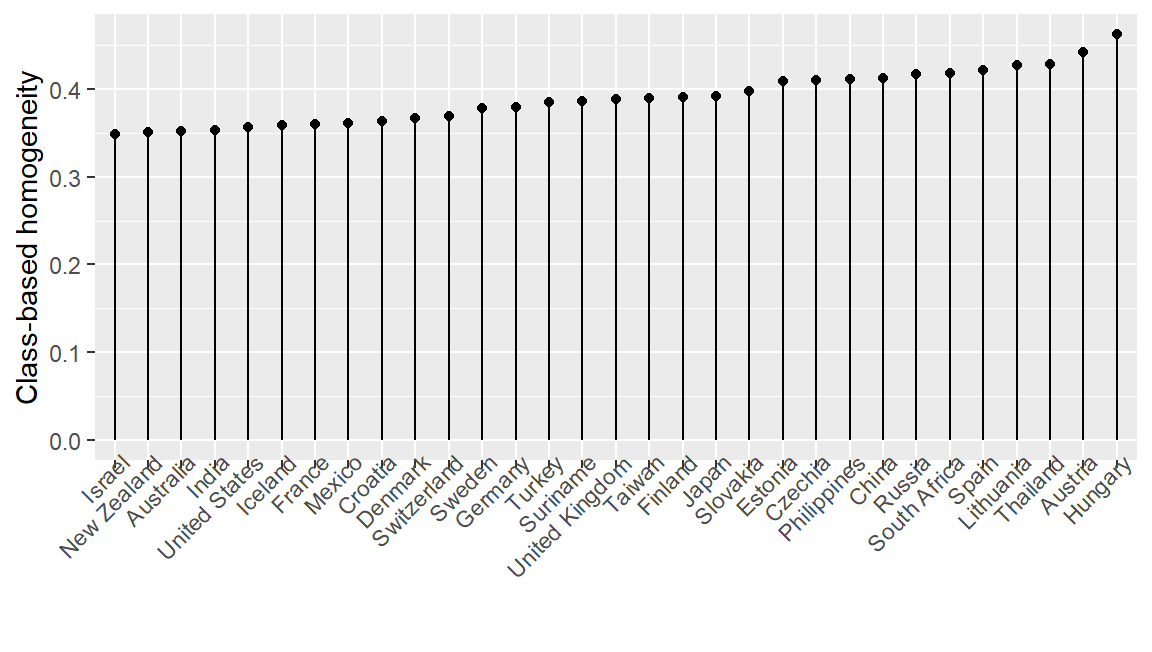 Class-based homogeneity
0.4
0.3
0.2
0.1
0.0
Israel
New Zealand
Australia
India
United States
Iceland
France
Mexico
Croatia
Denmark
Switzerland
Sweden
Germany
Turkey
Suriname
United Kingdom
Taiwan
Finland
Japan
Slovakia
Estonia
Czechia
Philippines
China
Russia
South Africa
Spain
Lithuania
Thailand
Austria
Hungary